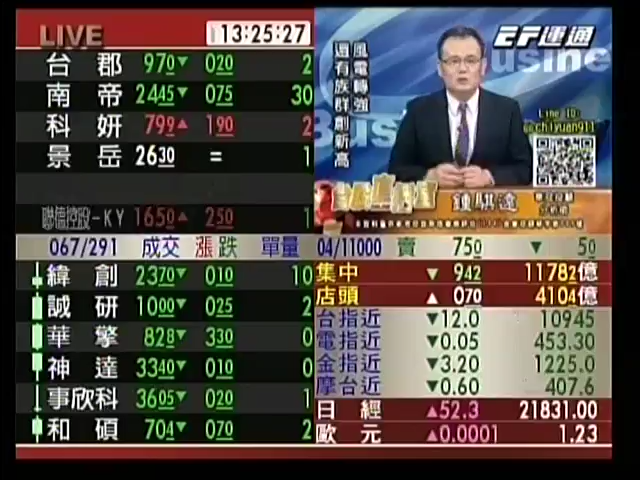 LIVE 13:25:27
台郡 970▼ 020 2
南帝 2445▼ 075 30
科妍 799▲ 190 2
景岳 2630 = 1
聯德控股-KY 1650▲ 250 1
067/291 成交 漲跌 單量
緯創 2370▼ 010 10
誠研 1000▼ 025 2
華擎 828▼ 330 0
神達 3340▼ 010 0
事欣科 3605▼ 020 1
和碩 704▼ 070 2
運通
Busine
風電轉強
還有族群創新高
Line ID:
@chiyuan911
鍾騏遠
04/11000 賣 750 ▼ 50
集中 ▼ 942 11782億
店頭 ▲ 070 4104億
台指近 ▼12.0 10945
電指近 ▼0.05 453.30
金指近 ▼3.20 1225.0
摩台近 ▼0.60 407.6
日經 ▲52.3 21831.00
歐元 ▲0.0001 1.23